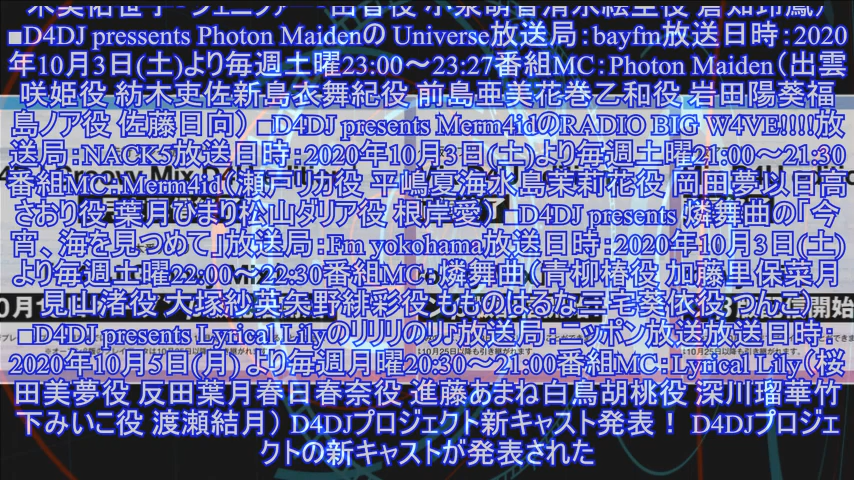 ■D4DJ pressents Photon Maidenの Universe放送局：bayfm放送日時：2020
年10月3日(土)より毎週土曜23:00～23:27番組MC：Photon Maiden（出雲
咲姫役 紡木吏佐新島衣舞紀役 前島亜美花巻乙和役 岩田陽葵福
島ノア役 佐藤日向） ■D4DJ presents Merm4idのRADIO BIG W4VE!!!!放
送局：NACK5放送日時：2020年10月3日(土)より毎週土曜21:00～21:30
番組MC：Merm4id（瀬戸リカ役 平嶋夏海水島茉莉花役 岡田夢以日高
さおり役 葉月ひまり松山ダリア役 根岸愛）■D4DJ presents 燐舞曲の「今
宵、海を見つめて」放送局：Fm yokohama放送日時：2020年10月3日(土)
より毎週土曜22:00～22:30番組MC：燐舞曲（青柳椿役 加藤里保菜月
見山渚役 大塚紗英矢野緋彩役 もものはるな三宅葵依役 つんこ）
■D4DJ presents Lyrical Lilyのリリリのリ♪放送局：ニッポン放送放送日時：
2020年10月5日(月)より毎週月曜20:30～21:00番組MC：Lyrical Lily（桜
田美夢役 反田葉月春日春奈役 進藤あまね白鳥胡桃役 深川瑠華竹
下みいこ役 渡瀬結月） D4DJプロジェクト新キャスト発表！ D4DJプロジェ
クトの新キャストが発表された